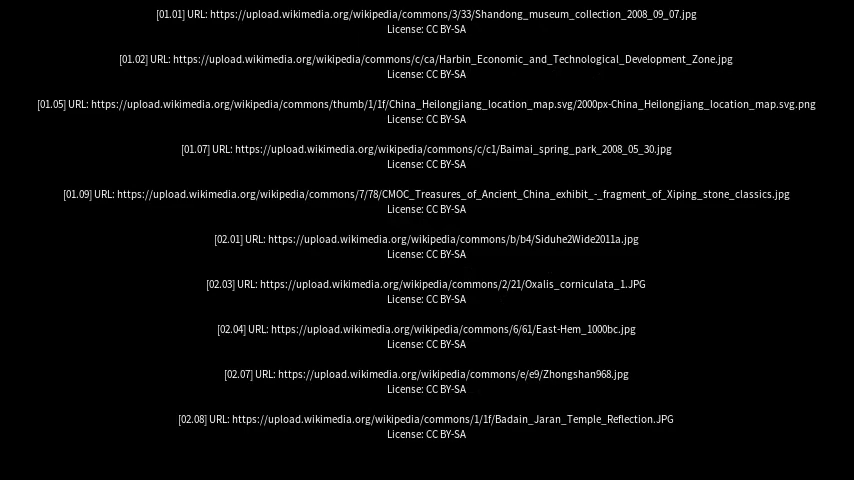 [01.01] URL: https://upload.wikimedia.org/wikipedia/commons/3/33/Shandong_museum_collection_2008_09_07.jpg
License: CC BY-SA
[01.02] URL: https://upload.wikimedia.org/wikipedia/commons/c/ca/Harbin_Economic_and_Technological_Development_Zone.jpg
License: CC BY-SA
[01.05] URL: https://upload.wikimedia.org/wikipedia/commons/thumb/1/1f/China_Heilongjiang_location_map.svg/2000px-China_Heilongjiang_location_map.svg.png
License: CC BY-SA
[01.07] URL: https://upload.wikimedia.org/wikipedia/commons/c/c1/Baimai_spring_park_2008_05_30.jpg
License: CC BY-SA
[01.09] URL: https://upload.wikimedia.org/wikipedia/commons/7/78/CMOC_Treasures_of_Ancient_China_exhibit_-_fragment_of_Xiping_stone_classics.jpg
License: CC BY-SA
[02.01] URL: https://upload.wikimedia.org/wikipedia/commons/b/b4/Siduhe2Wide2011a.jpg
License: CC BY-SA
[02.03] URL: https://upload.wikimedia.org/wikipedia/commons/2/21/Oxalis_corniculata_1.JPG
License: CC BY-SA
[02.04] URL: https://upload.wikimedia.org/wikipedia/commons/6/61/East-Hem_1000bc.jpg
License: CC BY-SA
[02.07] URL: https://upload.wikimedia.org/wikipedia/commons/e/e9/Zhongshan968.jpg
License: CC BY-SA
[02.08] URL: https://upload.wikimedia.org/wikipedia/commons/1/1f/Badain_Jaran_Temple_Reflection.JPG
License: CC BY-SA